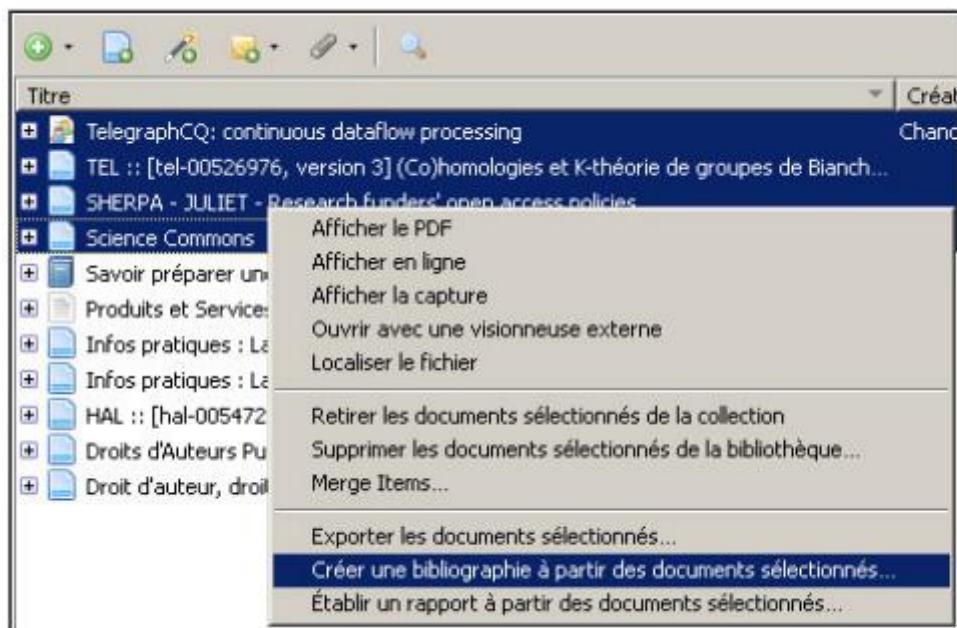 Titre
Créat
TelegraphCQ: continuous dataflow processing
Chand
TEL :: [tel-00526976, version 3] (Co)homologies et K-théorie de groupes de Bianch...
SHERPA - JULIET - Research funders' open access policies
Science Commons
Savoir préparer une
Produits et Services
Infos pratiques : La
Infos pratiques : La
HAL :: [hal-005472
Droits d'Auteurs Pu
Droit d'auteur, droit
Afficher le PDF
Afficher en ligne
Afficher la capture
Ouvrir avec une visionneuse externe
Localiser le fichier
Retirer les documents sélectionnés de la collection
Supprimer les documents sélectionnés de la bibliothèque...
Merge Items...
Exporter les documents sélectionnés...
Créer une bibliographie à partir des documents sélectionnés...
Établir un rapport à partir des documents sélectionnés...